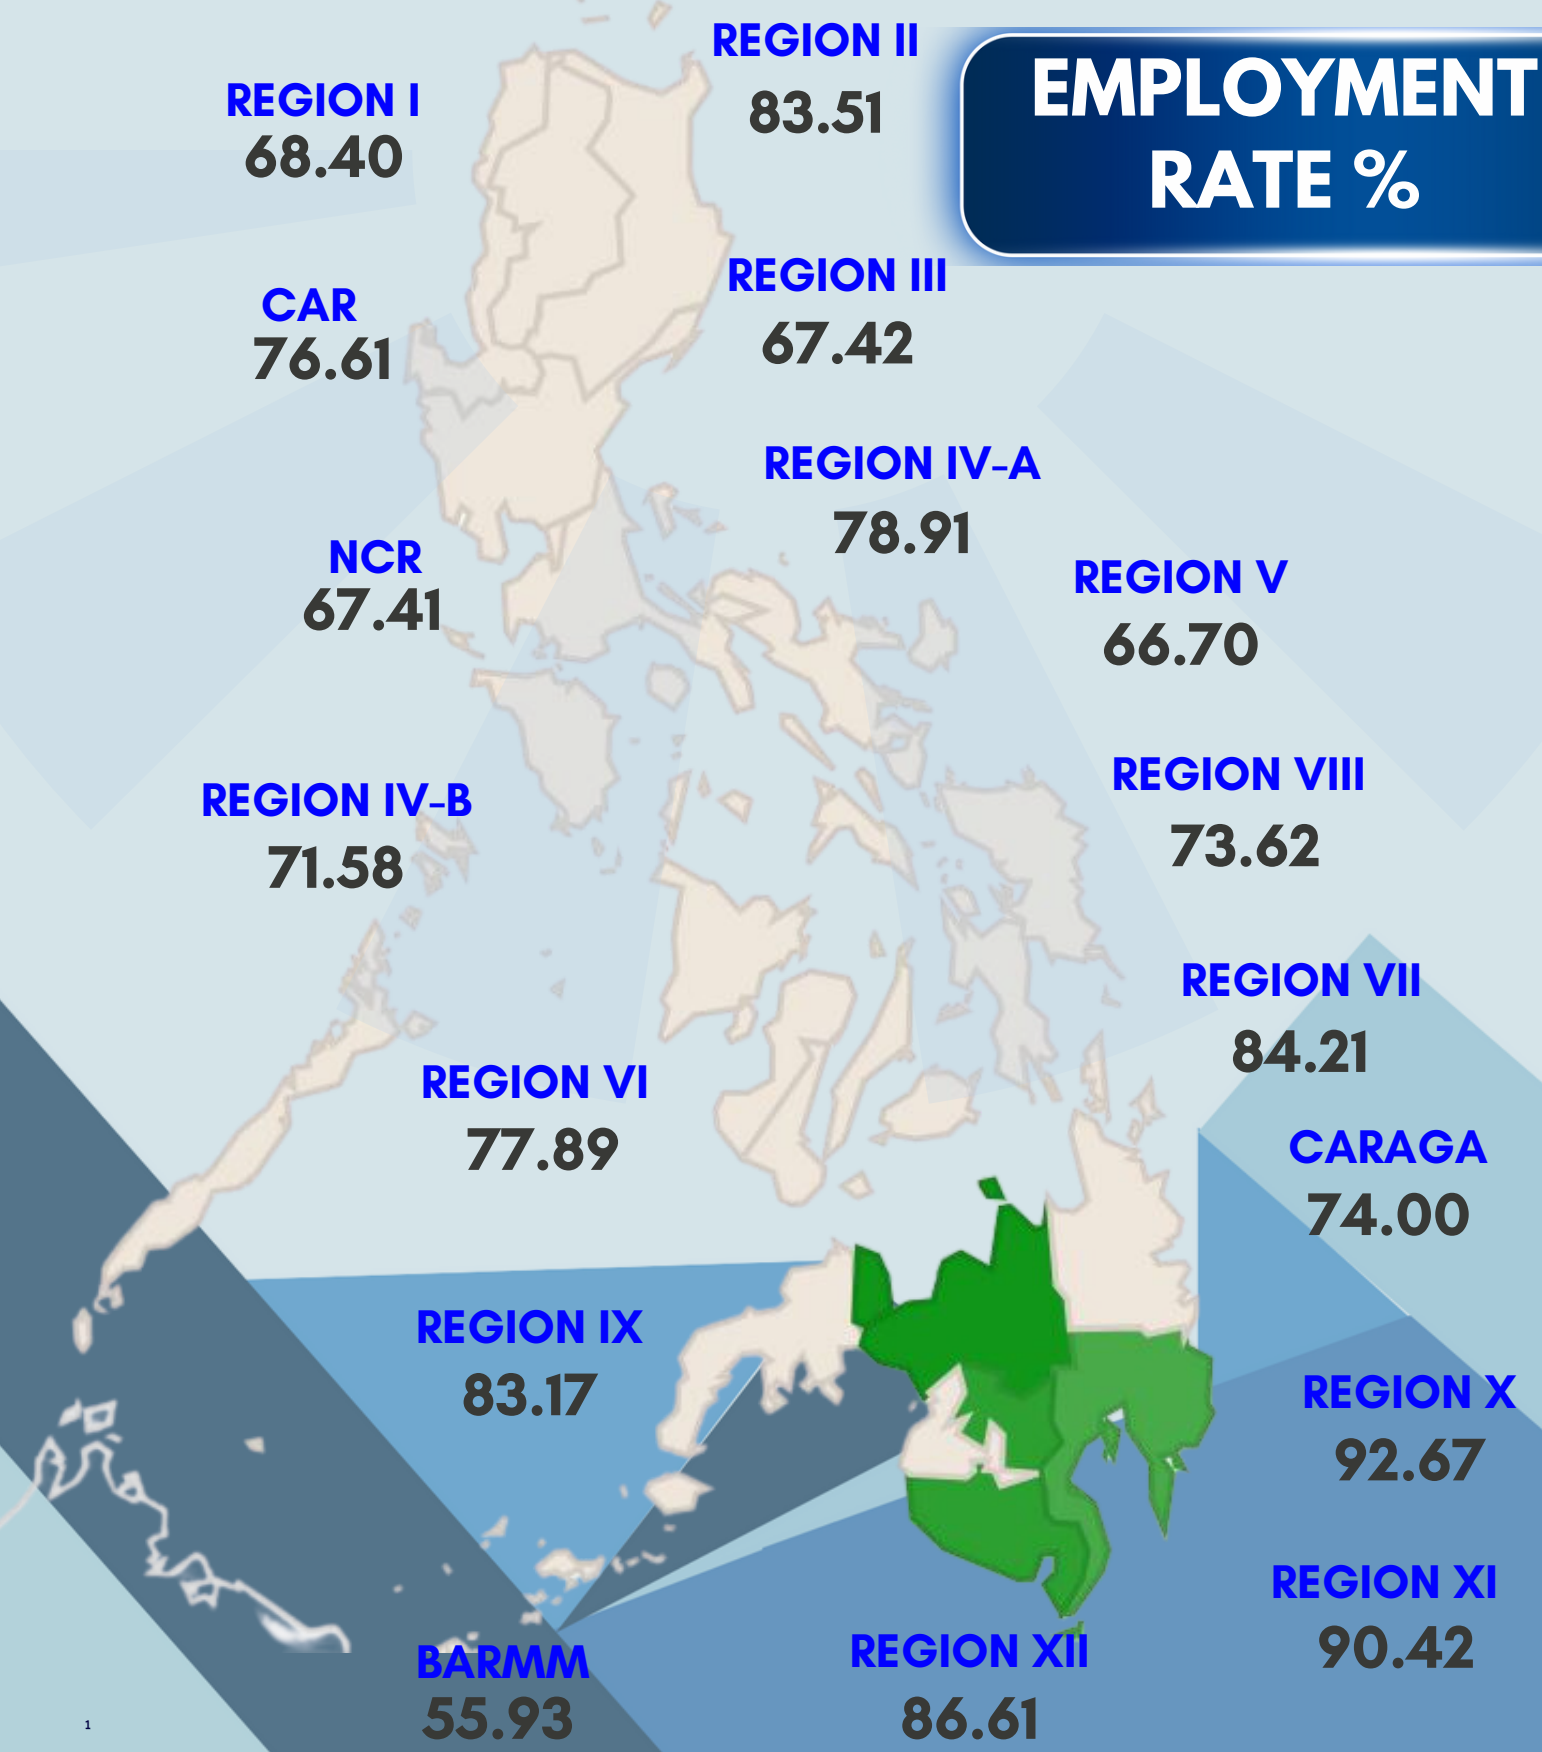 EMPLOYMENT
RATE %
REGION II
83.51
REGION I
68.40
REGION III
67.42
CAR
76.61
REGION IV-A
78.91
NCR
67.41
REGION V
66.70
REGION VIII
73.62
REGION IV-B
71.58
REGION VII
84.21
REGION VI
77.89
CARAGA
74.00
REGION IX
83.17
REGION X
92.67
REGION XI
90.42
REGION XII
86.61
BARMM
55.93
1